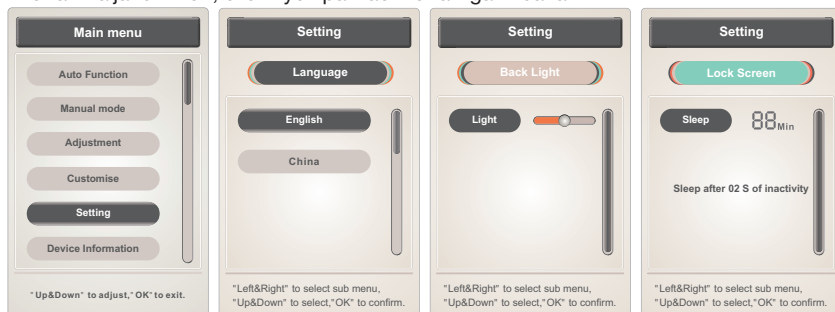 Main menu
Auto Function
Manual mode
Adjustment
Customise
Setting
Device Information
"Up&Down" to adjust,"OK"to exit.
Setting
Language
English
China
"Left&Right" to select sub menu,
"Up&Down" to select,"OK" to confirm.
Setting
Back Light
Light
"Left&Right" to select sub menu,
"Up&Down" to select,"OK" to confirm.
Setting
Lock Screen
Sleep 88 Min
Sleep after 02 S of inactivity
"Left&Right" to select sub menu,
"Up&Down" to select,"OK" to confirm.